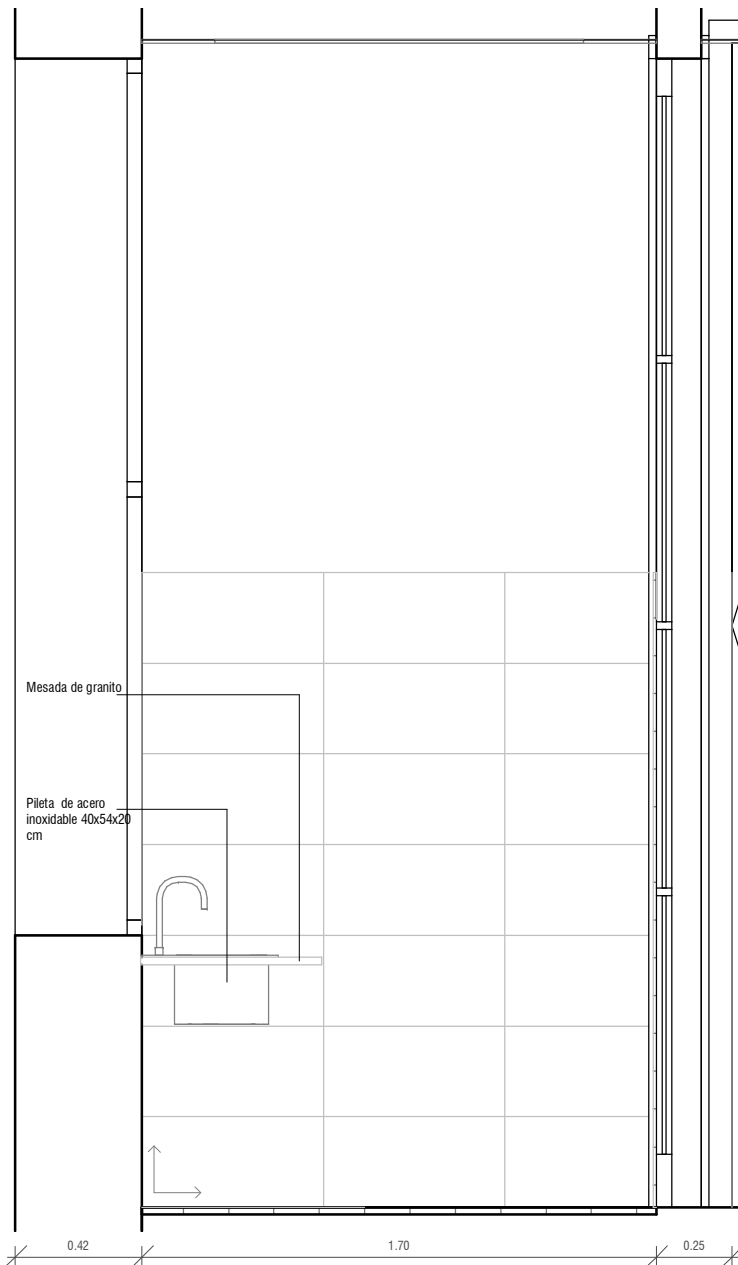 Mesada de granito
Pileta de acero
inoxidable 40x54x20
cm
0.42
1.70
0.25